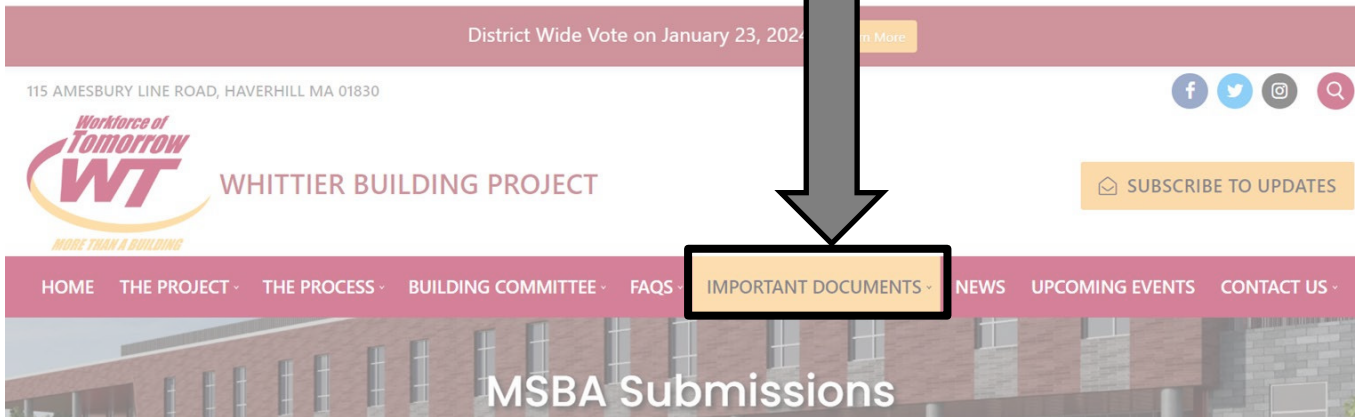 District Wide Vote on January 23, 2024
More
115 AMESBURY LINE ROAD, HAVERHILL MA 01830
f
Workforce of
Tomorrow
WT
MORE THAN A BUILDING
WHITTIER BUILDING PROJECT
SUBSCRIBE TO UPDATES
HOME THE PROJECT THE PROCESS BUILDING COMMITTEE FAQS IMPORTANT DOCUMENTS NEWS UPCOMING EVENTS CONTACT US
MSBA Submissions